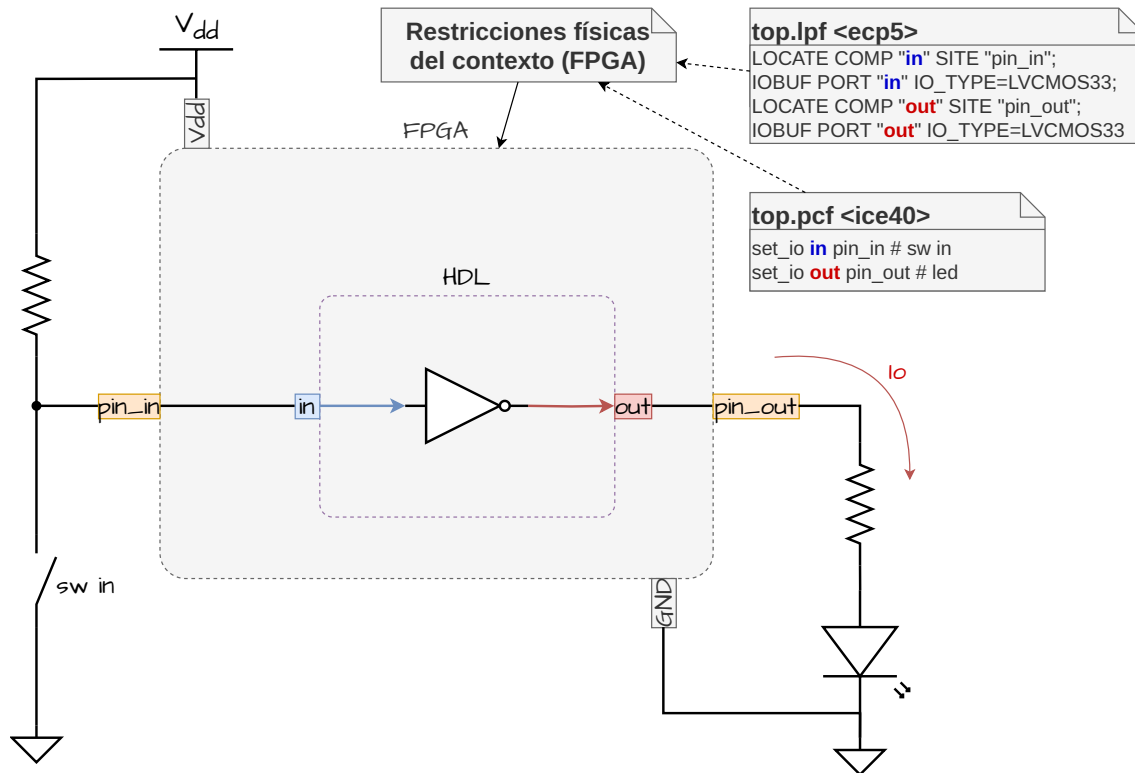 Vdd
Restricciones físicas
del contexto (FPGA)
top.lpf <ecp5>
LOCATE COMP "in" SITE "pin_in";
IOBUF PORT "in" IO_TYPE=LVCMOS33;
LOCATE COMP "out" SITE "pin_out";
IOBUF PORT "out" IO_TYPE=LVCMOS33
Vdd
FPGA
top.pcf <ice40>
set_io in pin_in # sw in
set_io out pin_out # led
HDL
Io
pin_in
in
out
pin_out
sw in
GND